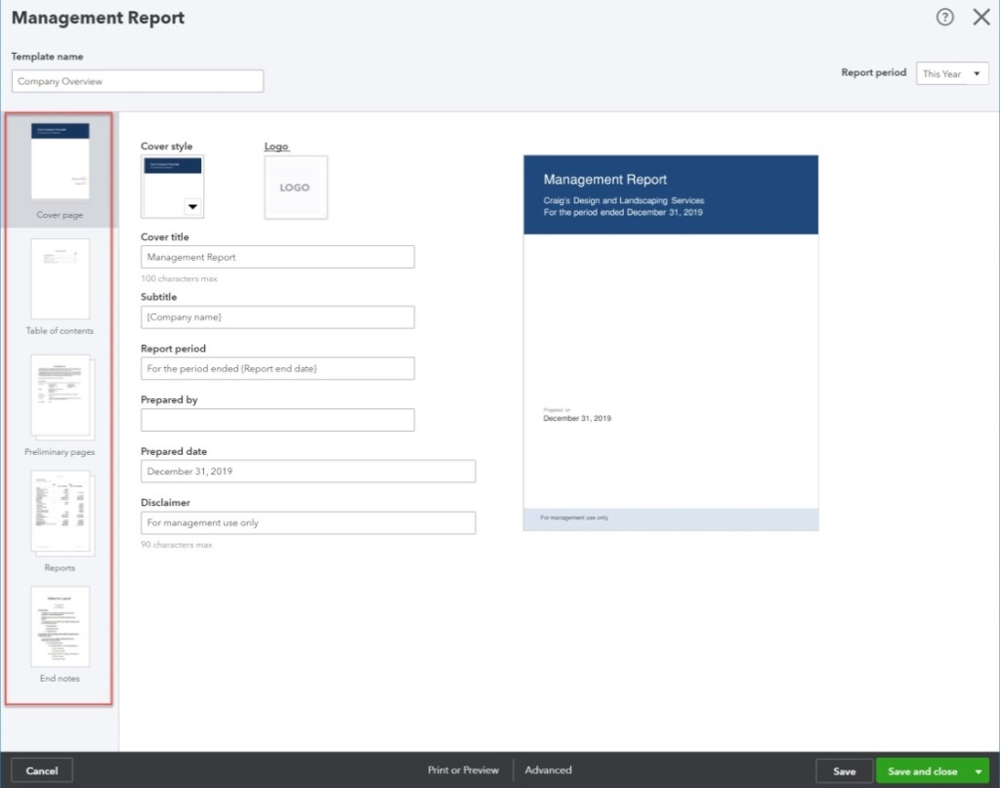 Management Report
Template name
Company Overview
Report period
This Year
Cover page
Table of contents
Preliminary pages
Reports
End notes
Cover style
Logo
LOGO
Cover title
Management Report
100 characters max
Subtitle
{Company name}
Report period
For the period ended {Report end date}
Prepared by
Prepared date
December 31, 2019
Disclaimer
For management use only
90 characters max
Management Report
Craig's Design and Landscaping Services
For the period ended December 31, 2019
Prepared on
December 31, 2019
For management use only
Cancel
Print or Preview
Advanced
Save
Save and close